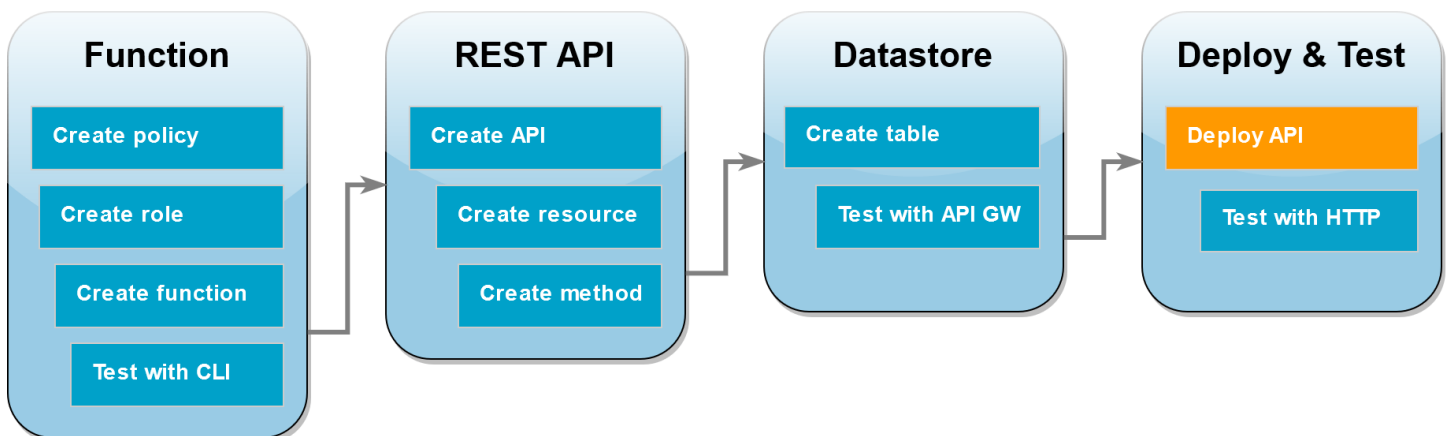 Function
Create policy
Create role
Create function
Test with CLI
REST API
Create API
Create resource
Create method
Datastore
Create table
Test with API GW
Deploy & Test
Deploy API
Test with HTTP